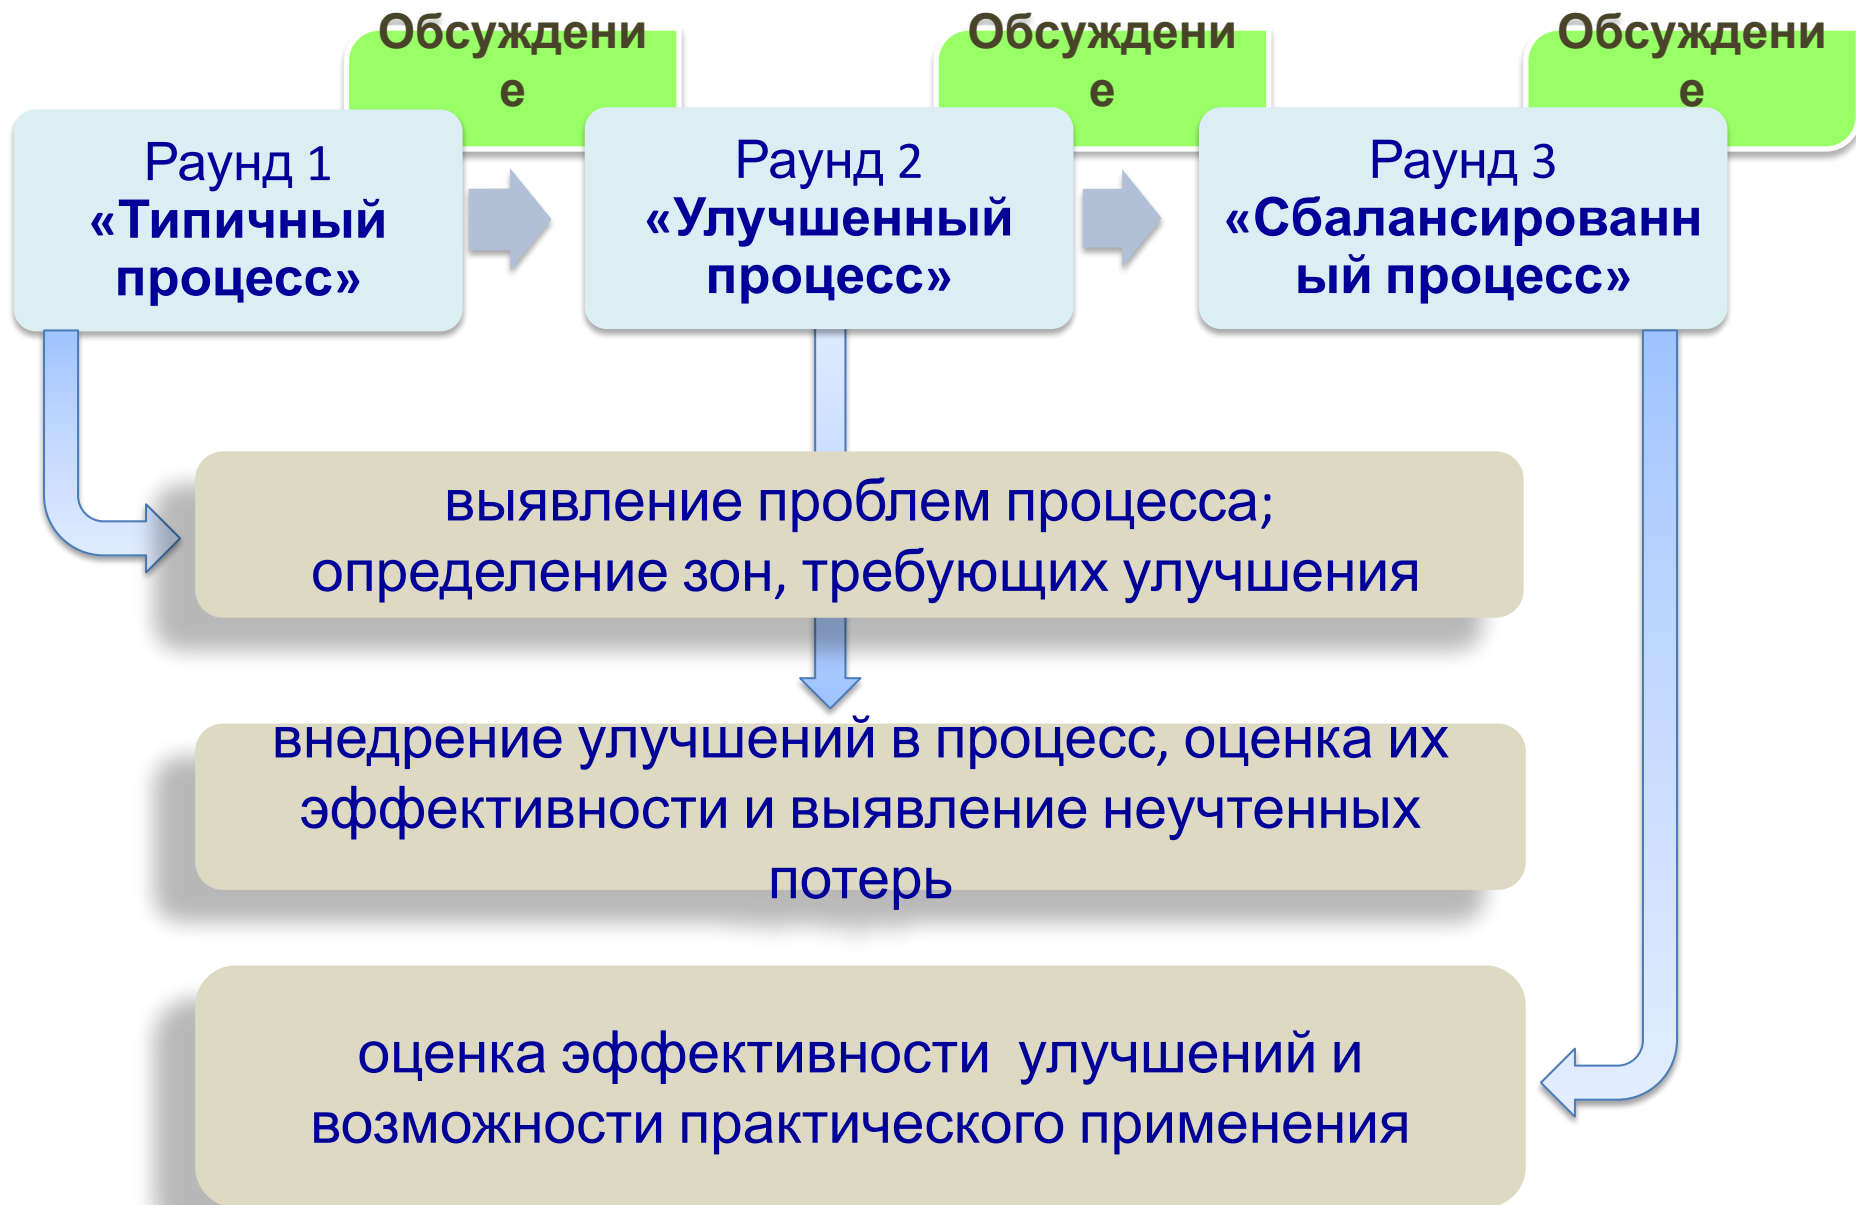 Обсуждени
е
Обсуждени
е
Обсуждени
е
Раунд 1
«Типичный
процесс»
Раунд 2
«Улучшенный
процесс»
Раунд 3
«Сбалансированн
ый процесс»
выявление проблем процесса;
определение зон, требующих улучшения
внедрение улучшений в процесс, оценка их
эффективности и выявление неучтенных
потерь
оценка эффективности  улучшений и
возможности практического применения